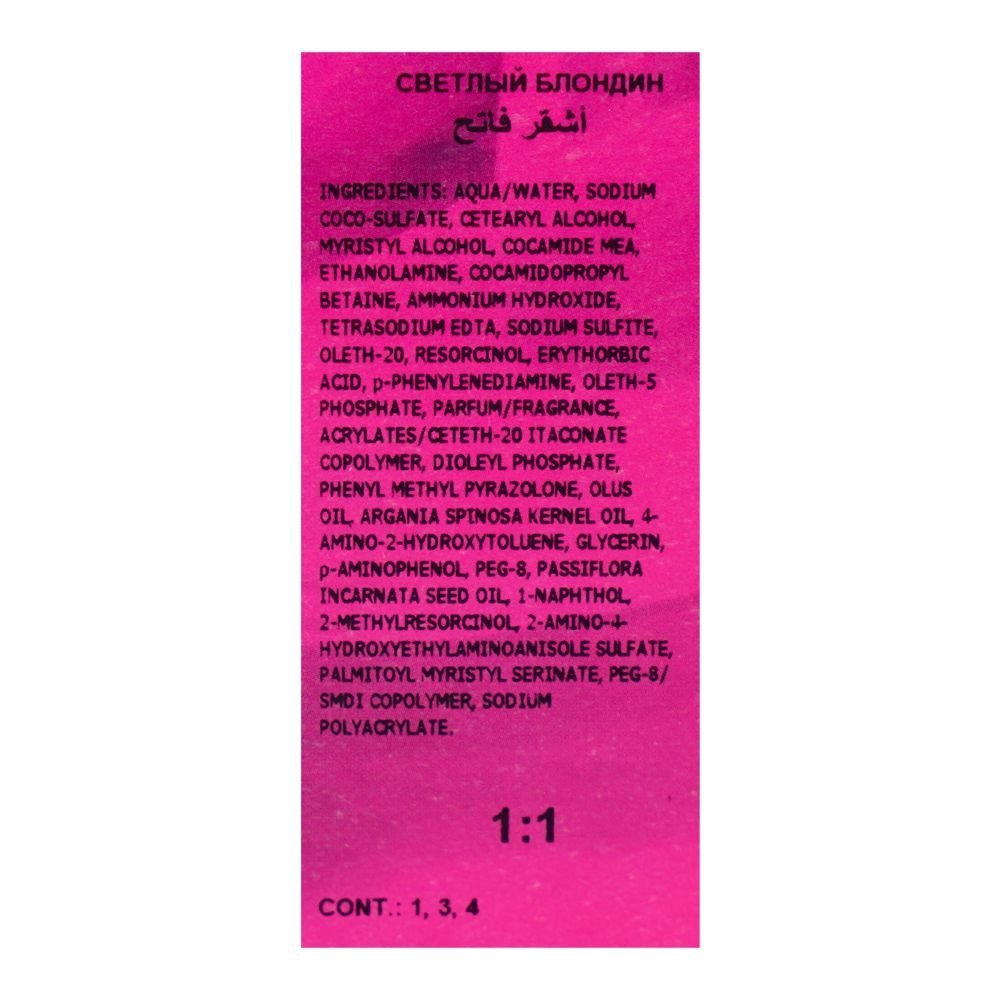 СВЕТЛЫЙ БЛОНДИН
أشقر فاتح
INGREDIENTS: AQUA/WATER, SODIUM
COCO-SULFATE, CETEARYL ALCOHOL,
MYRISTYL ALCOHOL, COCAMIDE MEA,
ETHANOLAMINE, COCAMIDOPROPYL
BETAINE, AMMONIUM HYDROXIDE,
TETRASODIUM EDTA, SODIUM SULFITE,
OLETH-20, RESORCINOL, ERYTHORBIC
ACID, p-PHENYLENEDIAMINE, OLETH-5
PHOSPHATE, PARFUM/FRAGRANCE,
ACRYLATES/CETETH-20 ITACONATE
COPOLYMER, DIOLEYL PHOSPHATE,
PHENYL METHYL PYRAZOLONE, OLUS
OIL, ARGANIA SPINOSA KERNEL OIL, 4-
AMINO-2-HYDROXYTOLUENE, GLYCERIN,
p-AMINOPHENOL, PEG-8, PASSIFLORA
INCARNATA SEED OIL, 1-NAPHTHOL,
2-METHYLRESORCINOL, 2-AMINO-4-
HYDROXYETHYLAMINOANISOLE SULFATE,
PALMITOYL MYRISTYL SERINATE, PEG-8/
SMDI COPOLYMER, SODIUM
POLYACRYLATE.
1:1
CONT.: 1, 3, 4